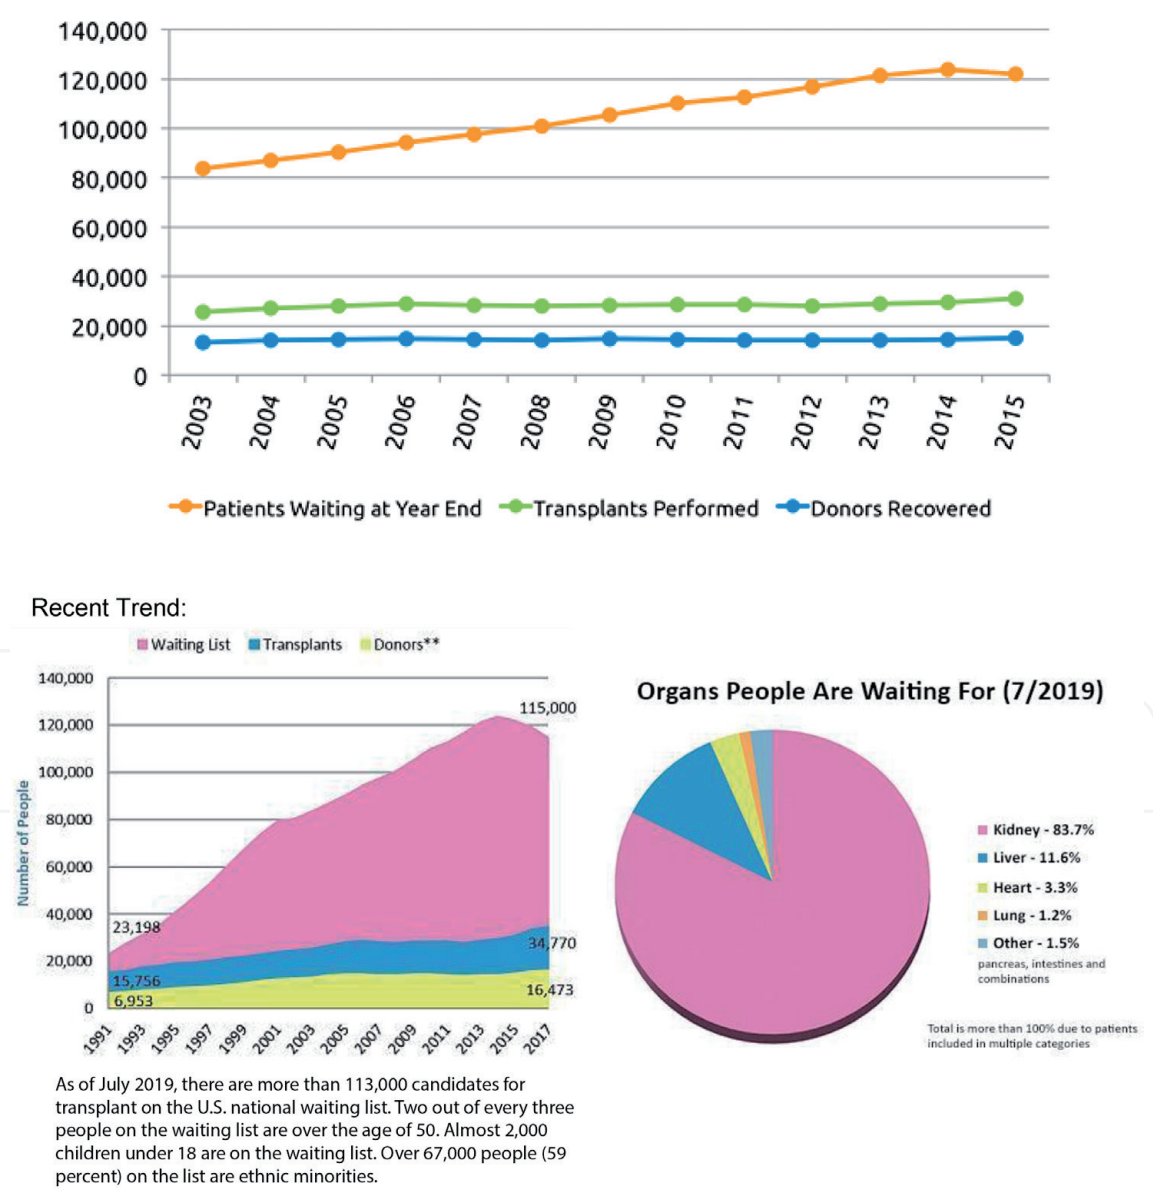 140,000
120,000
100,000
80,000
60,000
40,000
20,000
0
2003 2004 2005 2006 2007 2008 2009 2010 2011 2012 2013 2014 2015
Patients Waiting at Year End Transplants Performed Donors Recovered
Recent Trend:
Waiting List Transplants Donors**
Number of People
140,000
120,000
100,000
80,000
60,000
40,000
20,000
0
115,000
23,198
34,770
15,756
16,473
6,953
1991 1993 1995 1997 1999 2001 2003 2005 2007 2009 2011 2013 2015 2017
As of July 2019, there are more than 113,000 candidates for
transplant on the U.S. national waiting list. Two out of every three
people on the waiting list are over the age of 50. Almost 2,000
children under 18 are on the waiting list. Over 67,000 people (59
percent) on the list are ethnic minorities.
Organs People Are Waiting For (7/2019)
Kidney - 83.7%
Liver - 11.6%
Heart - 3.3%
Lung - 1.2%
Other - 1.5%
pancreas, intestines and
combinations
Total is more than 100% due to patients
included in multiple categories